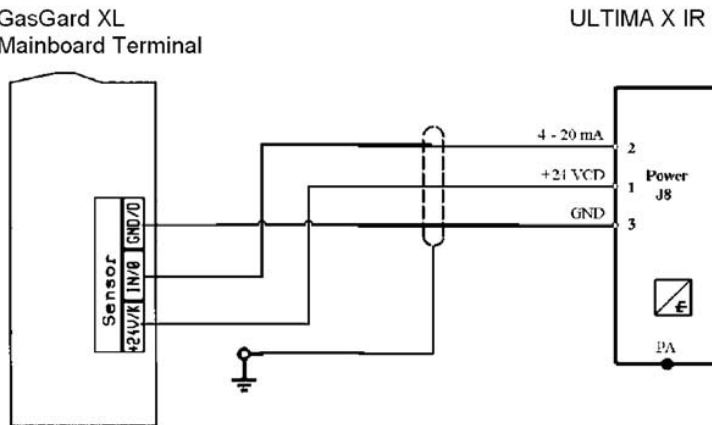 GasGard XL
Mainboard Terminal
ULTIMA X IR
4 - 20 mA
2
+24 VCD
1
Power
J8
GND
3
Sensor
GND/D
IN/0
+24V/K
PA